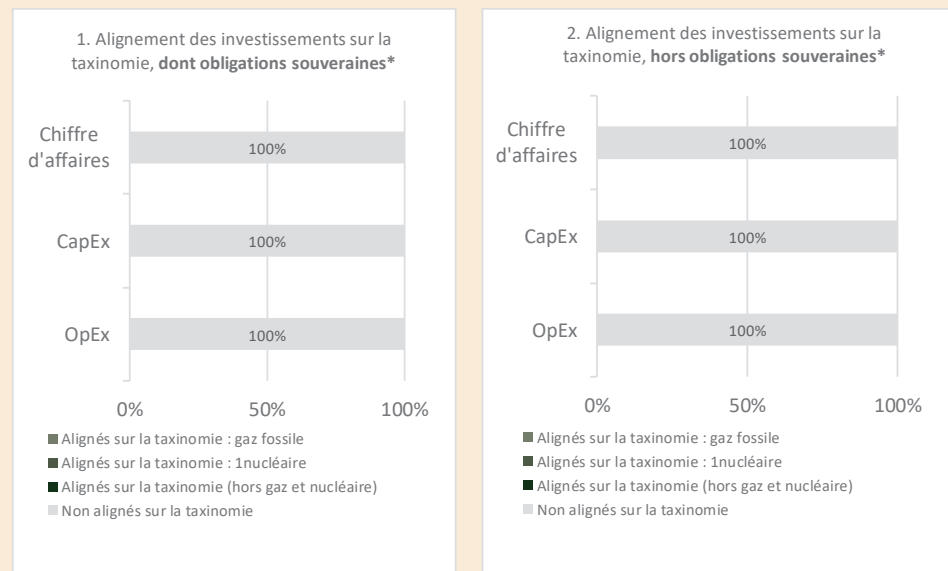 1. Alignement des investissements sur la
taxinomie, dont obligations souveraines*
Chiffre
d'affaires
100%
CapEx
100%
OpEx
100%
0%
50%
100%
Alignés sur la taxinomie : gaz fossile
Alignés sur la taxinomie : 1nucléaire
Alignés sur la taxinomie (hors gaz et nucléaire)
Non alignés sur la taxinomie
2. Alignement des investissements sur la
taxinomie, hors obligations souveraines*
Chiffre
d'affaires
100%
CapEx
100%
OpEx
100%
0%
50%
100%
Alignés sur la taxinomie : gaz fossile
Alignés sur la taxinomie : 1nucléaire
Alignés sur la taxinomie (hors gaz et nucléaire)
Non alignés sur la taxinomie